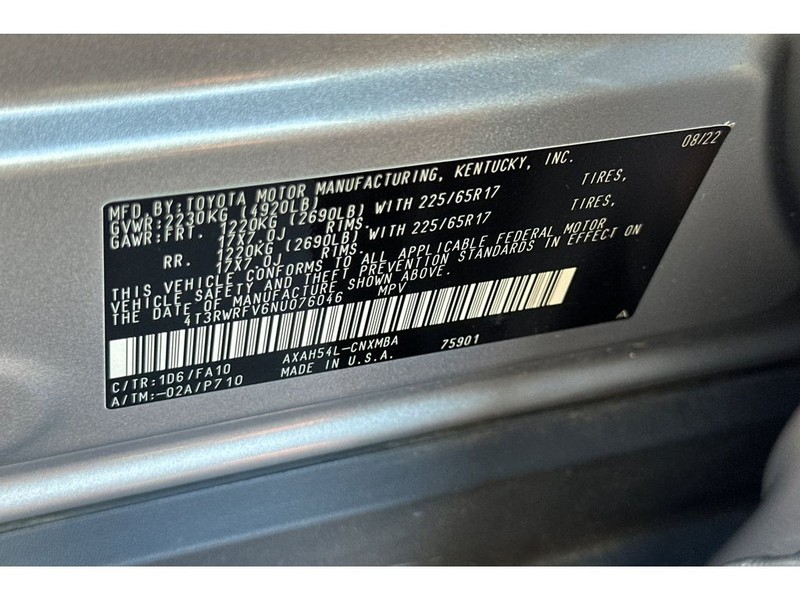 08/22
MFD.BY:TOYOTA MOTOR MANUFACTURING, KENTUCKY, INC.
GVWR:2230KG (4920LB)
GAWR:FRT. 1220KG (2690LB) WITH 225/65R17 TIRES,
17X7.0J RIMS.
RR. 1220KG (2690LB) WITH 225/65R17 TIRES,
17X7.0J RIMS.
THIS VEHICLE CONFORMS TO ALL APPLICABLE FEDERAL MOTOR
VEHICLE SAFETY AND THEFT PREVENTION STANDARDS IN EFFECT ON
THE DATE OF MANUFACTURE SHOWN ABOVE.
4T3RWRFV6NU076046 MPV
C/TR:1D6/FA10 AXAH54L-CNXMBA 75901
A/TM:-02A/P710 MADE IN U.S.A.